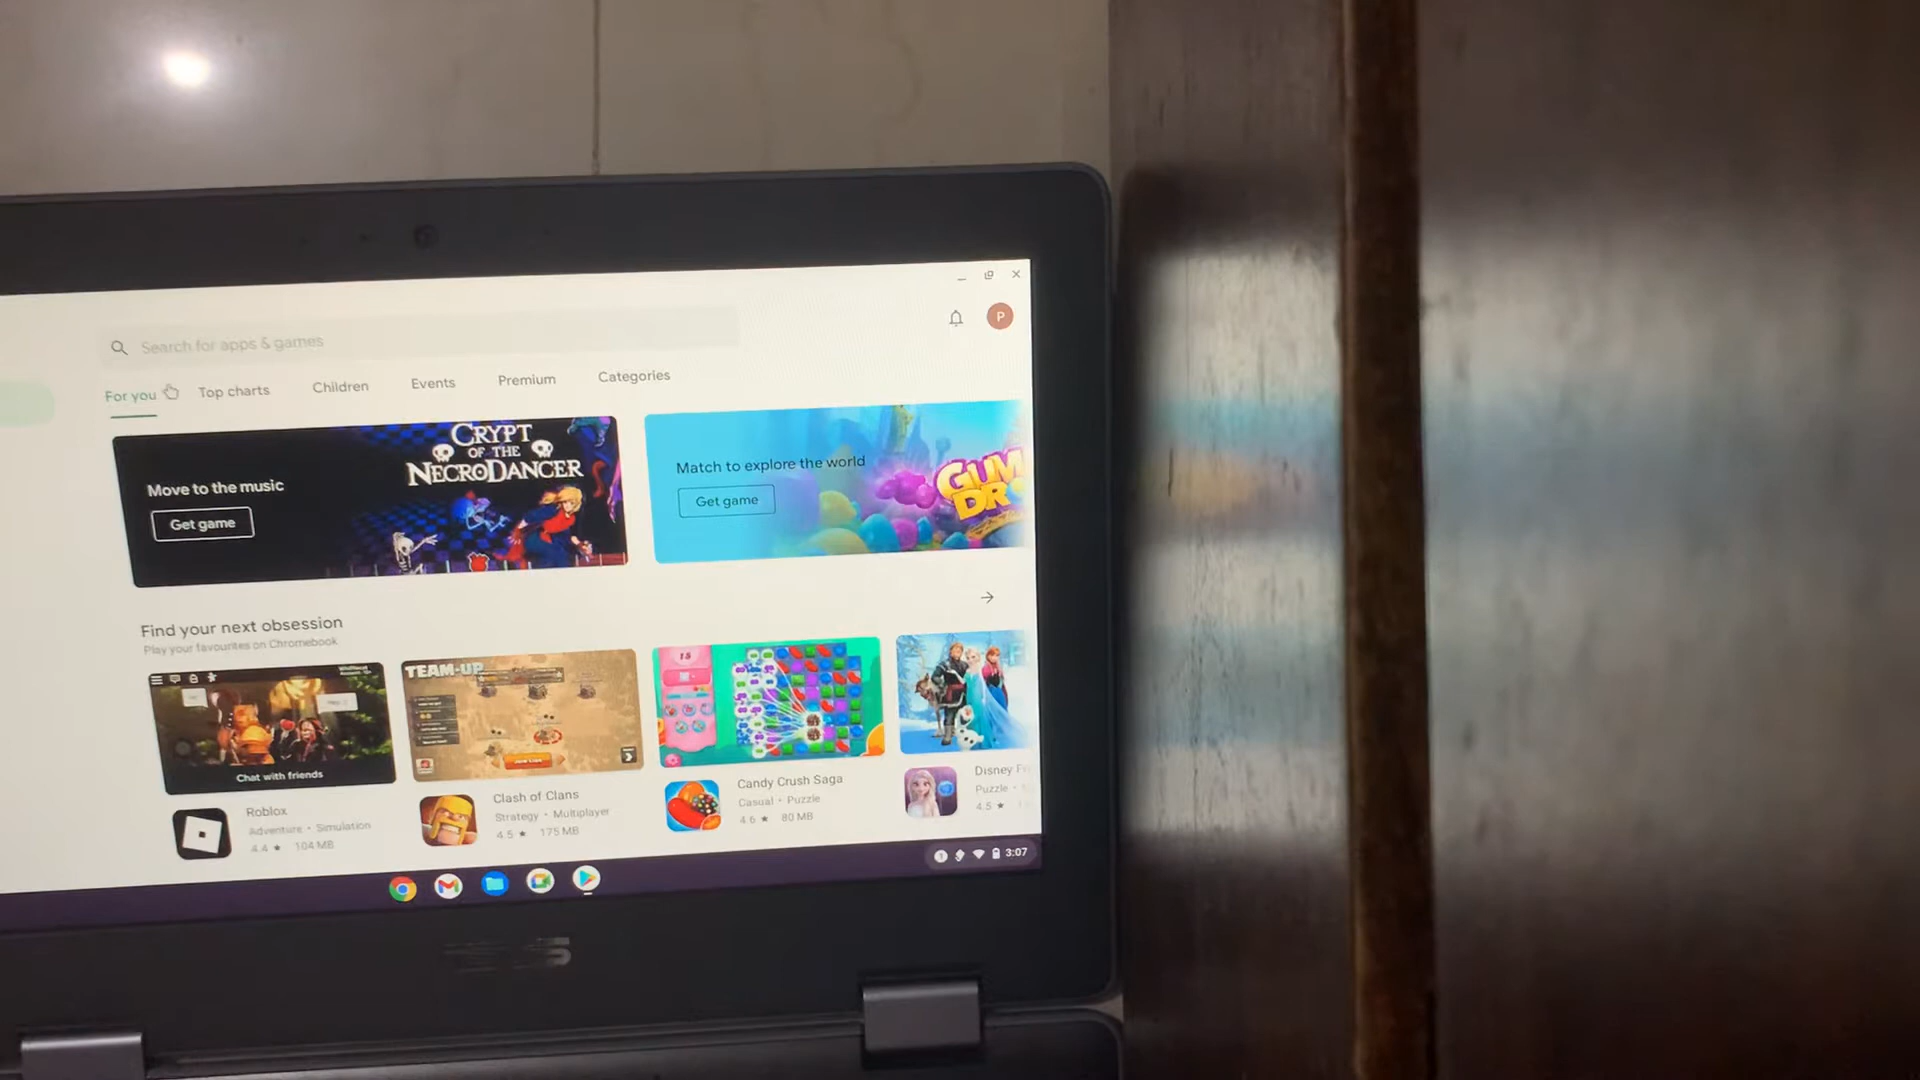 P
Search for apps & games
For you
Top charts
Children
Events
Premium
Categories
CRYPT
OF THE
NECRODANCER
Move to the music
Get game
Match to explore the world
Get game
GUM
DR
Find your next obsession
Play your favourites on Chromebook
Chat with friends
TEAM-UP
Roblox
Adventure • Simulation
4.4 ★ 104 MB
Clash of Clans
Strategy • Multiplayer
4.5 ★ 175 MB
Candy Crush Saga
Casual • Puzzle
4.6 ★ 80 MB
Disney
Puzzle •
4.5 ★
1
3:07